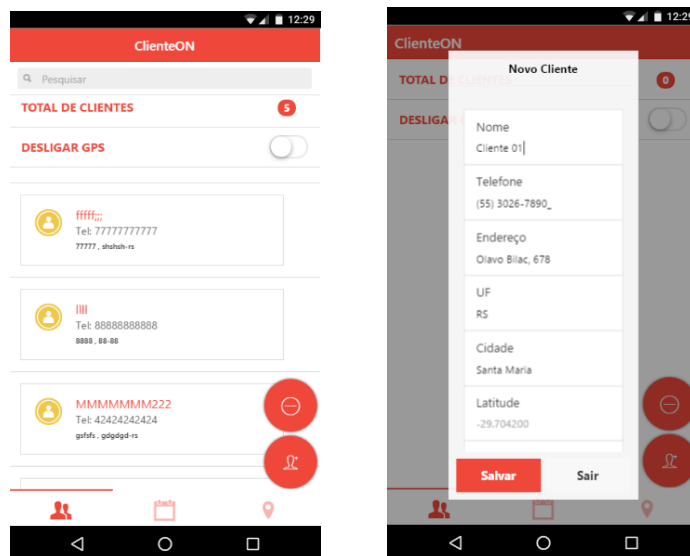 12:29
ClienteON
Pesquisar
TOTAL DE CLIENTES 5
DESLIGAR GPS
fffff;;;
Tel: 77777777777
77777 , shshsh-rs
llll
Tel: 88888888888
8888 , 88-88
MMMMMMM222
Tel: 42424242424
gsfsfs , gdgdgd-rs
12:29
ClienteON
TOTAL DE CLIENTES 0
DESLIGA
Novo Cliente
Nome
Cliente 01
Telefone
(55) 3026-7890_
Endereço
Olavo Bilac, 678
UF
RS
Cidade
Santa Maria
Latitude
-29.704200
Salvar Sair